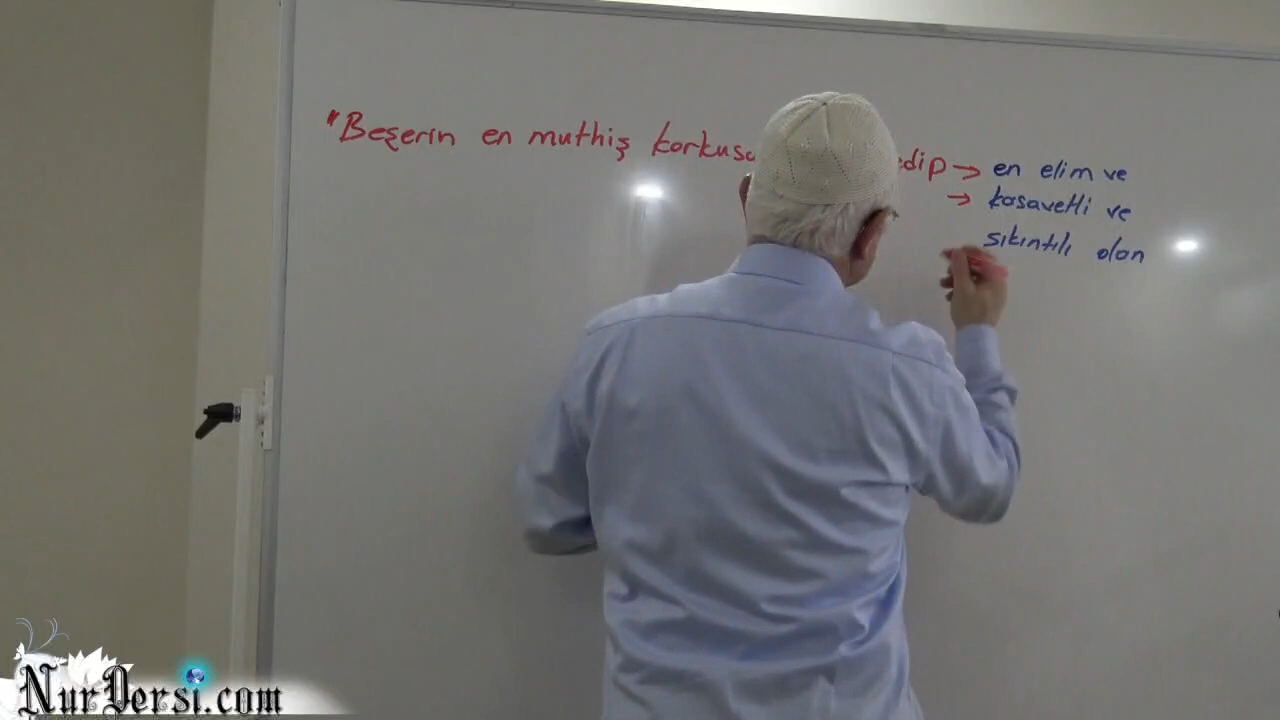 "Beşerin en muthiş korkusu edip → en elim ve
→ kasavetli ve
sıkıntılı olan
NurDersi.com